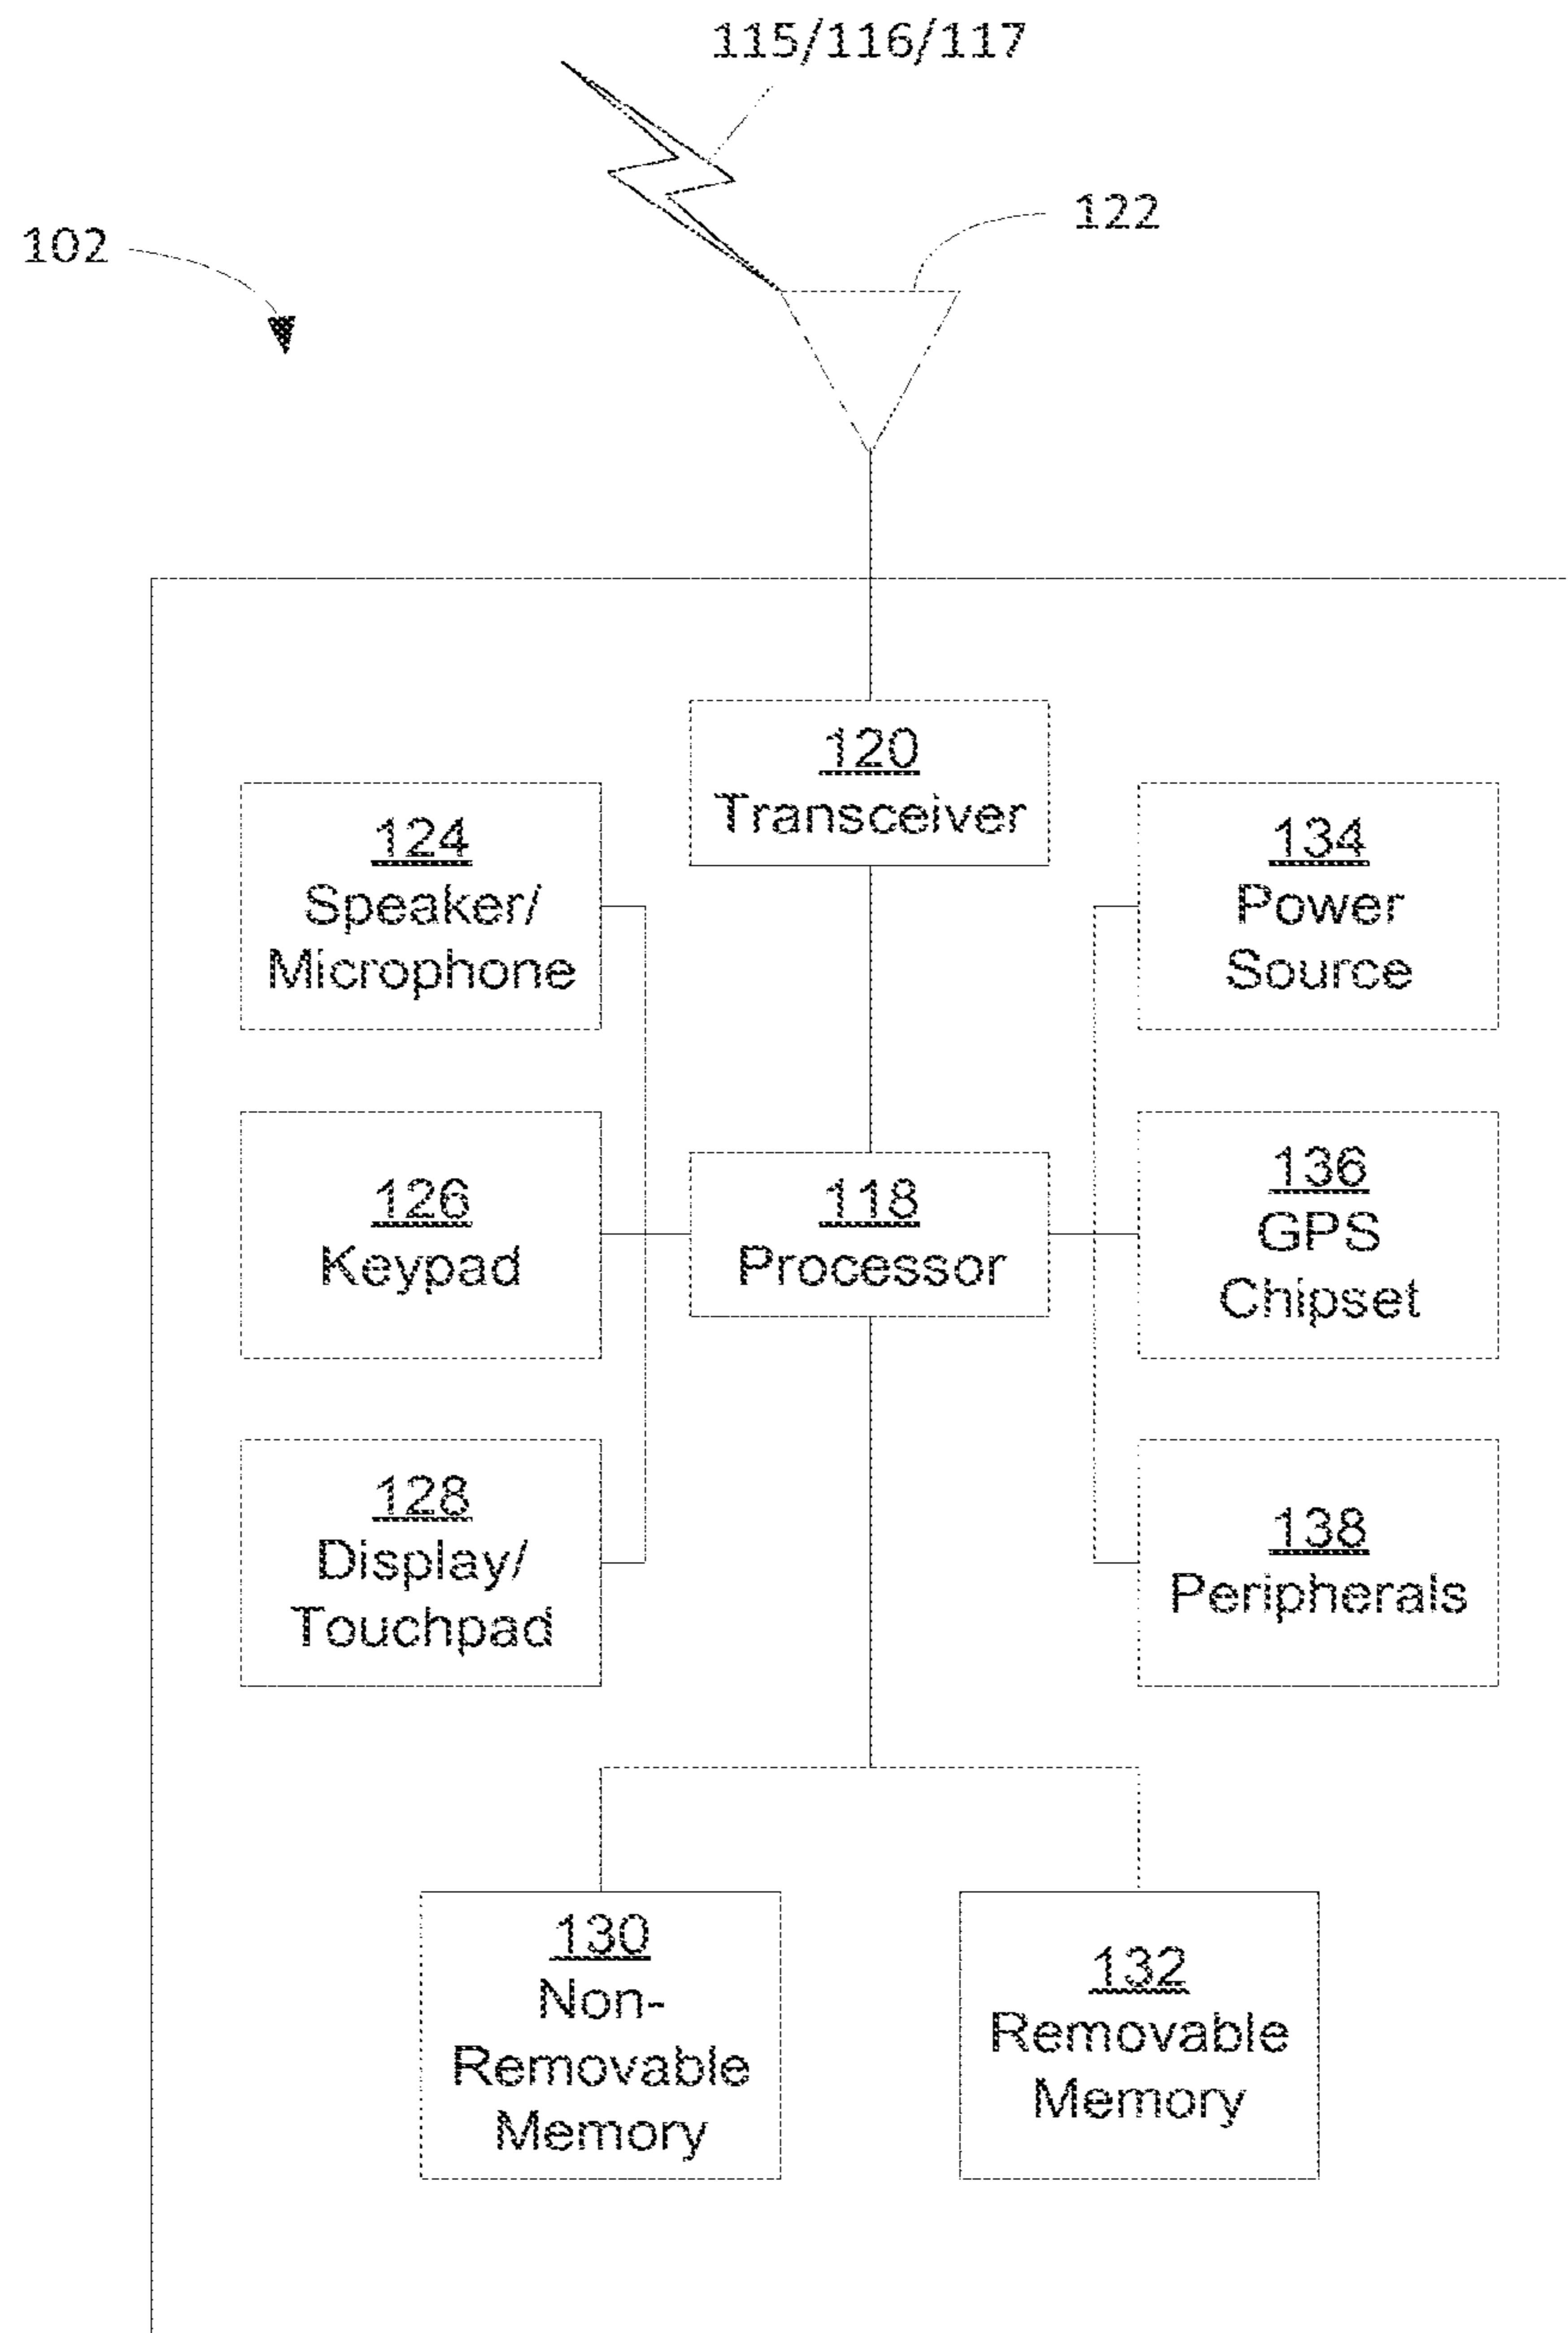 115/116/117
122
102
120
Transceiver
124
Speaker/
Microphone
134
Power
Source
126
Keypad
118
Processor
136
GPS
Chipset
128
Display/
Touchpad
138
Peripherals
130
Non-
Removable
Memory
132
Removable
Memory